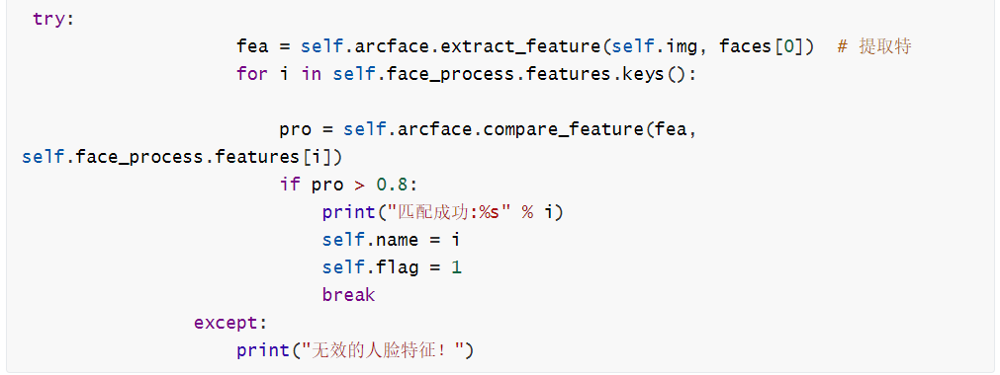 try:
fea = self.arcface.extract_feature(self.img, faces[0])  # 提取特
for i in self.face_process.features.keys():
pro = self.arcface.compare_feature(fea,
self.face_process.features[i])
if pro > 0.8:
print("匹配成功:%s" % i)
self.name = i
self.flag = 1
break
except:
print("无效的人脸特征！")